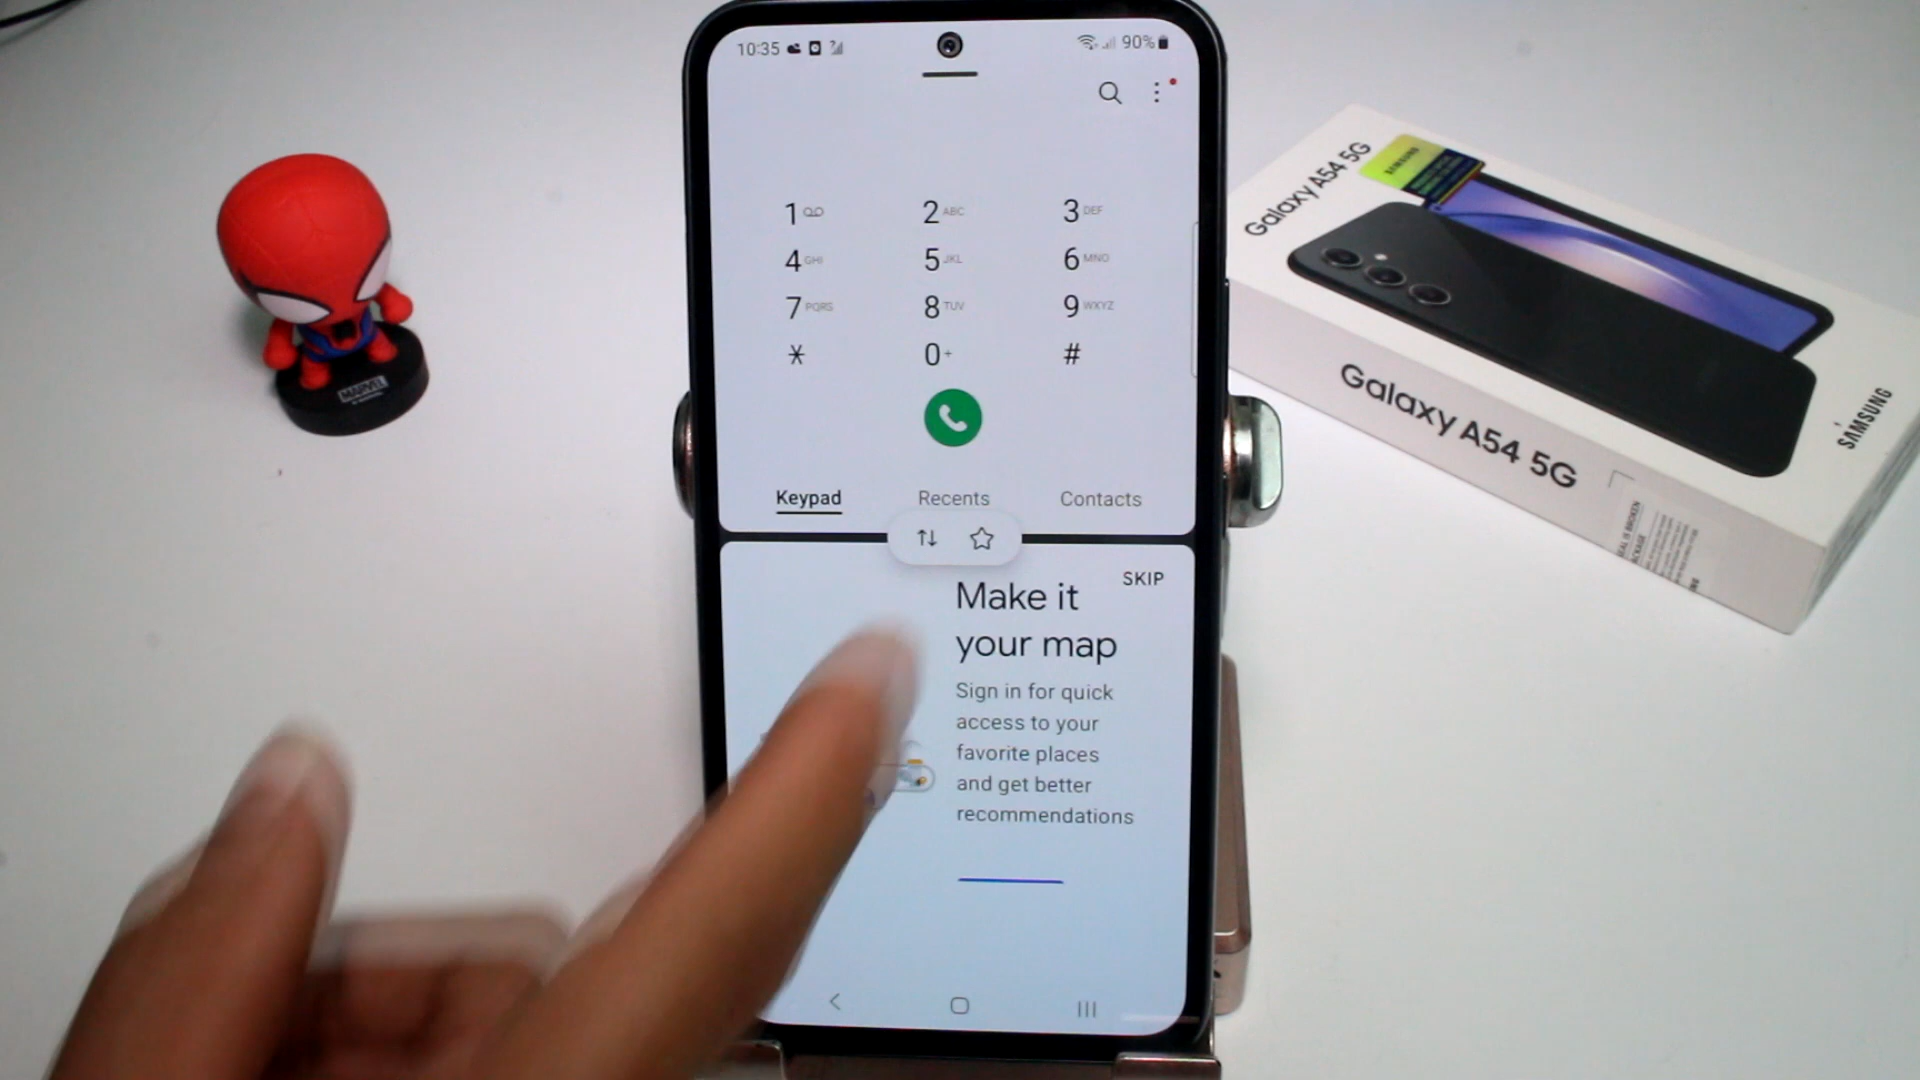 10:35
90%
1
2 ABC
3 DEF
4 GHI
5 JKL
6 MNO
7 PQRS
8 TUV
9 WXYZ
*
0+
#
Keypad
Recents
Contacts
SKIP
Make it
your map
Sign in for quick
access to your
favorite places
and get better
recommendations
MARVEL
Galaxy A54 5G
SAMSUNG
Galaxy A54 5G
SAMSUNG